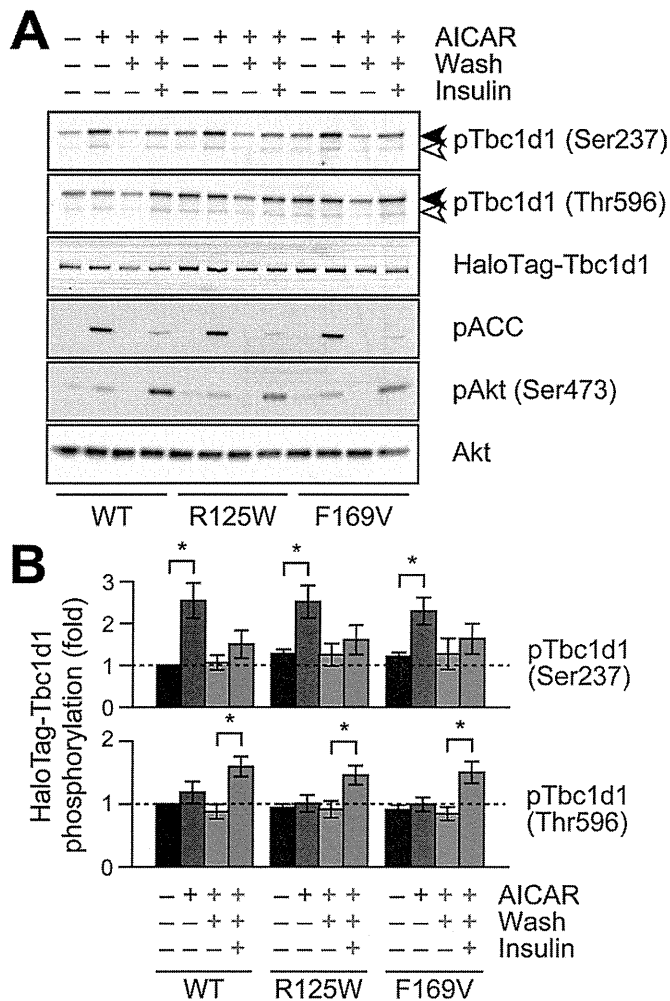 A
– + + + – + + + – + + + AICAR
– – + + – – + + – – + + Wash
– – – + – – – + – – – + Insulin
pTbc1d1 (Ser237)
pTbc1d1 (Thr596)
HaloTag-Tbc1d1
pACC
pAkt (Ser473)
Akt
WT R125W F169V
B
HaloTag-Tbc1d1
phosphorylation (fold)
3
2
1
0
* * *
pTbc1d1
(Ser237)
2
1
0
* * *
pTbc1d1
(Thr596)
– + + + – + + + – + + + AICAR
– – + + – – + + – – + + Wash
– – – + – – – + – – – + Insulin
WT R125W F169V